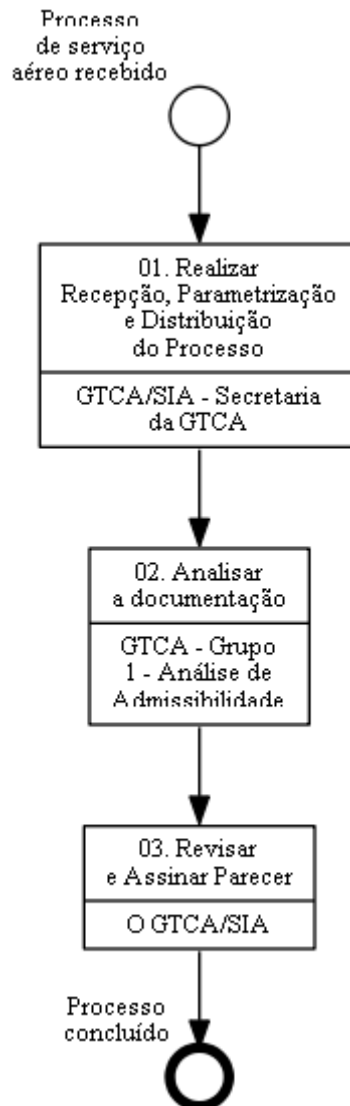 Processo
de serviço
aéreo recebido
01. Realizar
Recepção, Parametrização
e Distribuição
do Processo
GTCA/SIA - Secretaria
da GTCA
02. Analisar
a documentação
GTCA - Grupo
1 - Análise de
Admissibilidade
03. Revisar
e Assinar Parecer
O GTCA/SIA
Processo
concluído